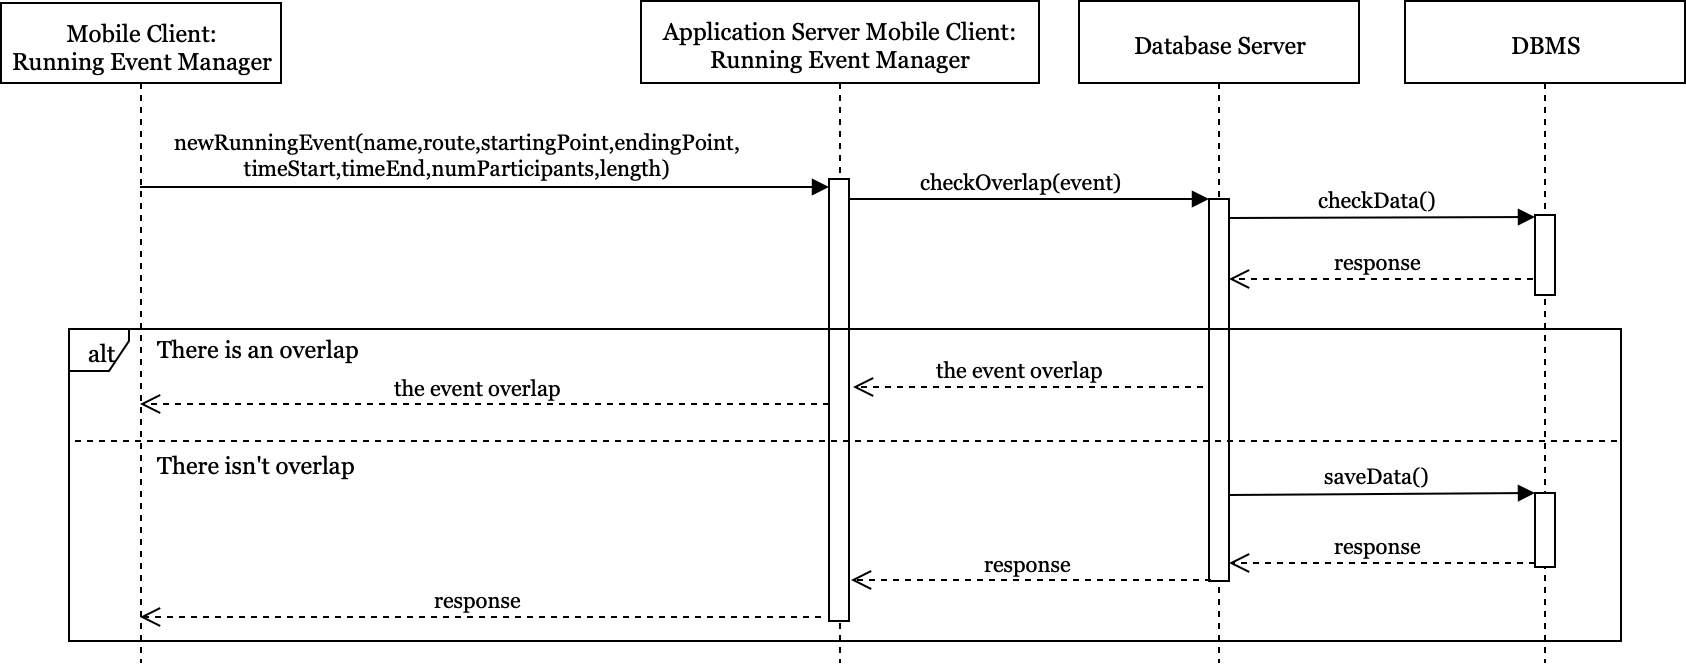 Mobile Client:
Running Event Manager
Application Server Mobile Client:
Running Event Manager
Database Server
DBMS
newRunningEvent(name,route,startingPoint,endingPoint,
timeStart,timeEnd,numParticipants,length)
checkOverlap(event)
checkData()
response
alt
There is an overlap
the event overlap
the event overlap
There isn't overlap
saveData()
response
response
response